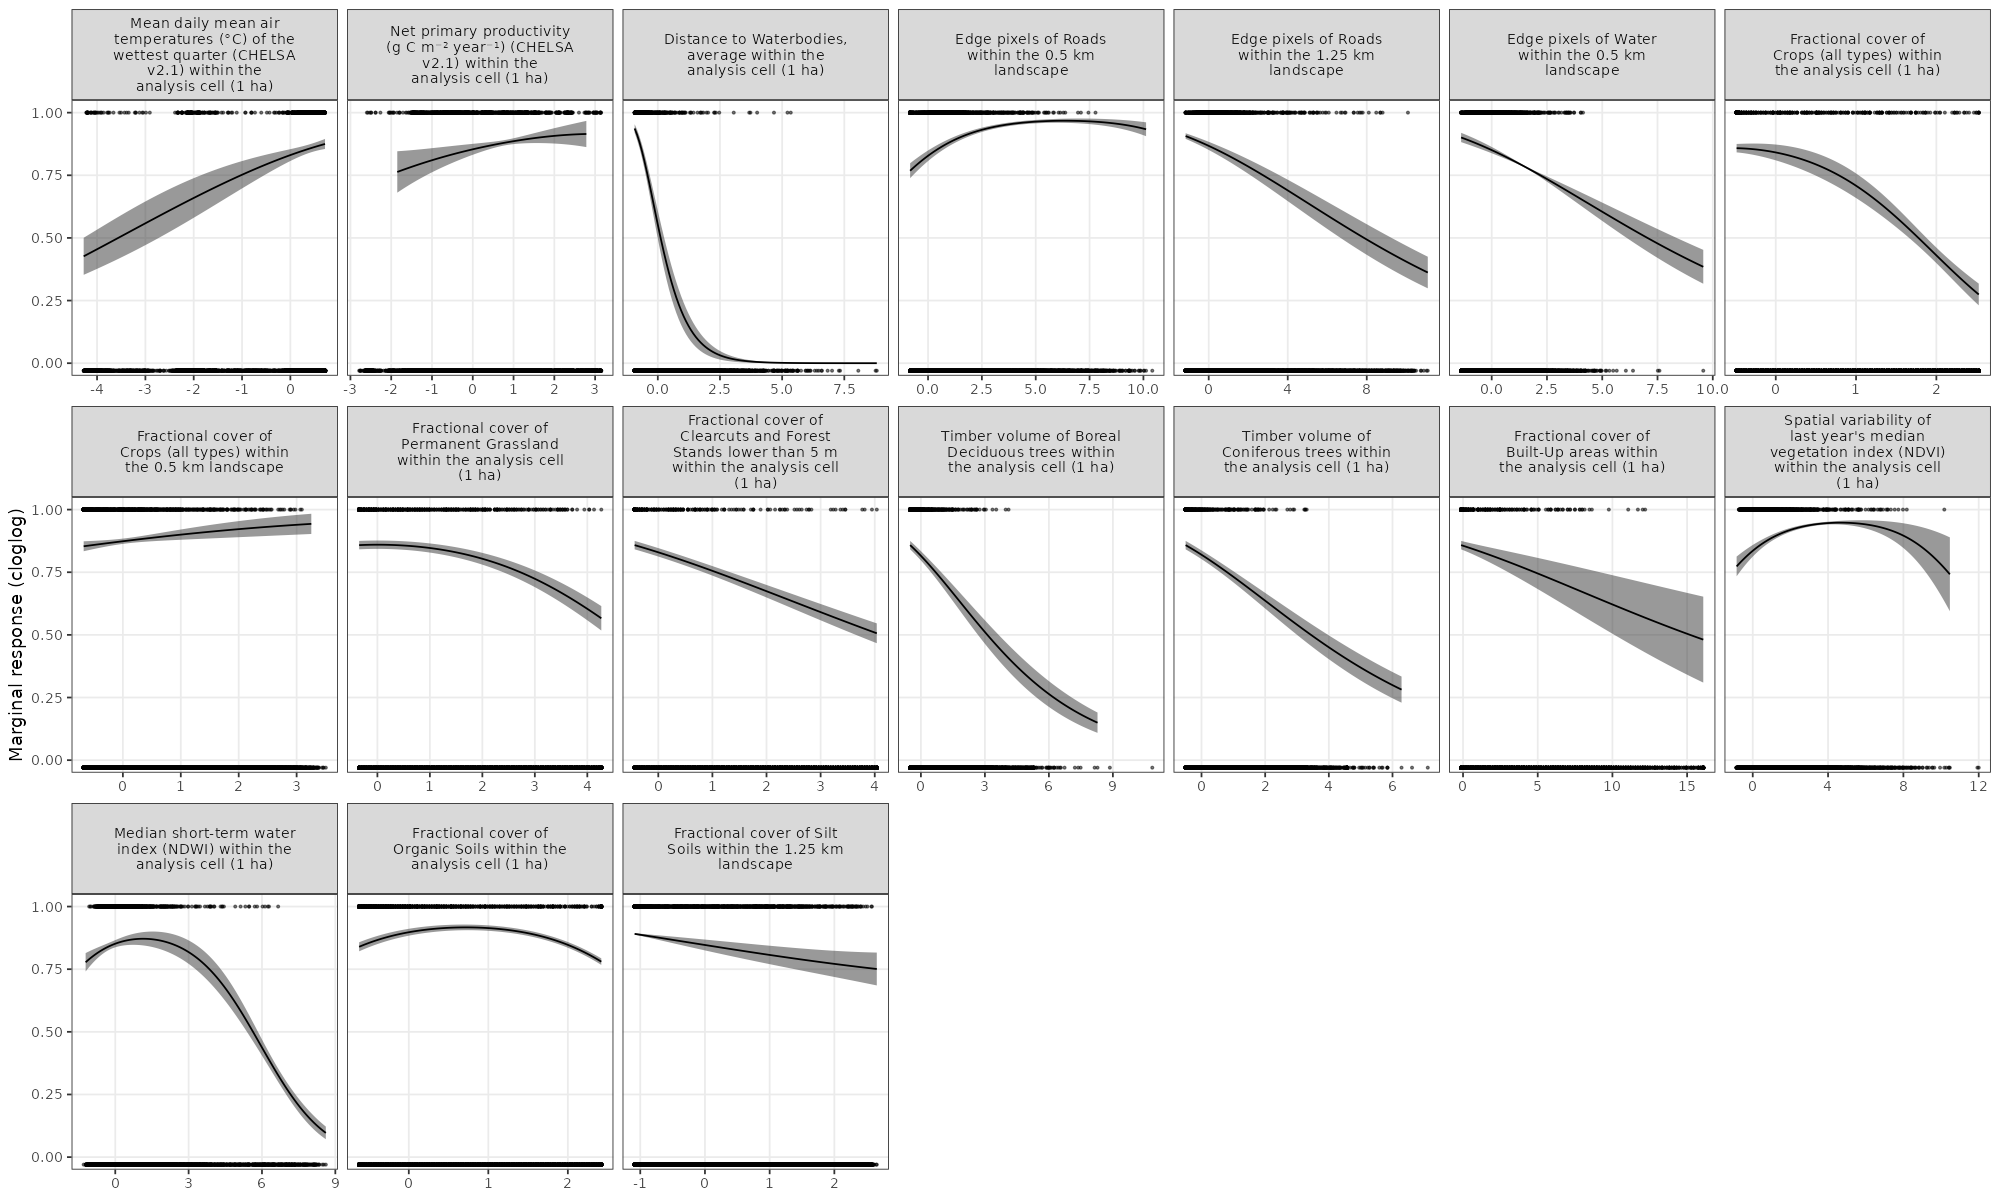 Mean daily mean air
temperatures (°C) of the
wettest quarter (CHELSA
v2.1) within the
analysis cell (1 ha)
Net primary productivity
(g C m⁻² year⁻¹) (CHELSA
v2.1) within the
analysis cell (1 ha)
Distance to Waterbodies,
average within the
analysis cell (1 ha)
Edge pixels of Roads
within the 0.5 km
landscape
Edge pixels of Roads
within the 1.25 km
landscape
Edge pixels of Water
within the 0.5 km
landscape
Fractional cover of
Crops (all types) within
the analysis cell (1 ha)
1.00
0.75
0.50
0.25
0.00
-4 -3 -2 -1 0
-3 -2 -1 0 1 2 3
0.0 2.5 5.0 7.5
0.0 2.5 5.0 7.5 10.0
0 4 8
0.0 2.5 5.0 7.5 10.0
0 1 2
Fractional cover of
Crops (all types) within
the 0.5 km landscape
Fractional cover of
Permanent Grassland
within the analysis cell
(1 ha)
Fractional cover of
Clearcuts and Forest
Stands lower than 5 m
within the analysis cell
(1 ha)
Timber volume of Boreal
Deciduous trees within
the analysis cell (1 ha)
Timber volume of
Coniferous trees within
the analysis cell (1 ha)
Fractional cover of
Built-Up areas within
the analysis cell (1 ha)
Spatial variability of
last year's median
vegetation index (NDVI)
within the analysis cell
(1 ha)
Marginal response (cloglog)
1.00
0.75
0.50
0.25
0.00
0 1 2 3
0 1 2 3 4
0 1 2 3 4
0 3 6 9
0 2 4 6
0 5 10 15
0 4 8 12
Median short-term water
index (NDWI) within the
analysis cell (1 ha)
Fractional cover of
Organic Soils within the
analysis cell (1 ha)
Fractional cover of Silt
Soils within the 1.25 km
landscape
1.00
0.75
0.50
0.25
0.00
0 3 6 9
0 1 2
-1 0 1 2